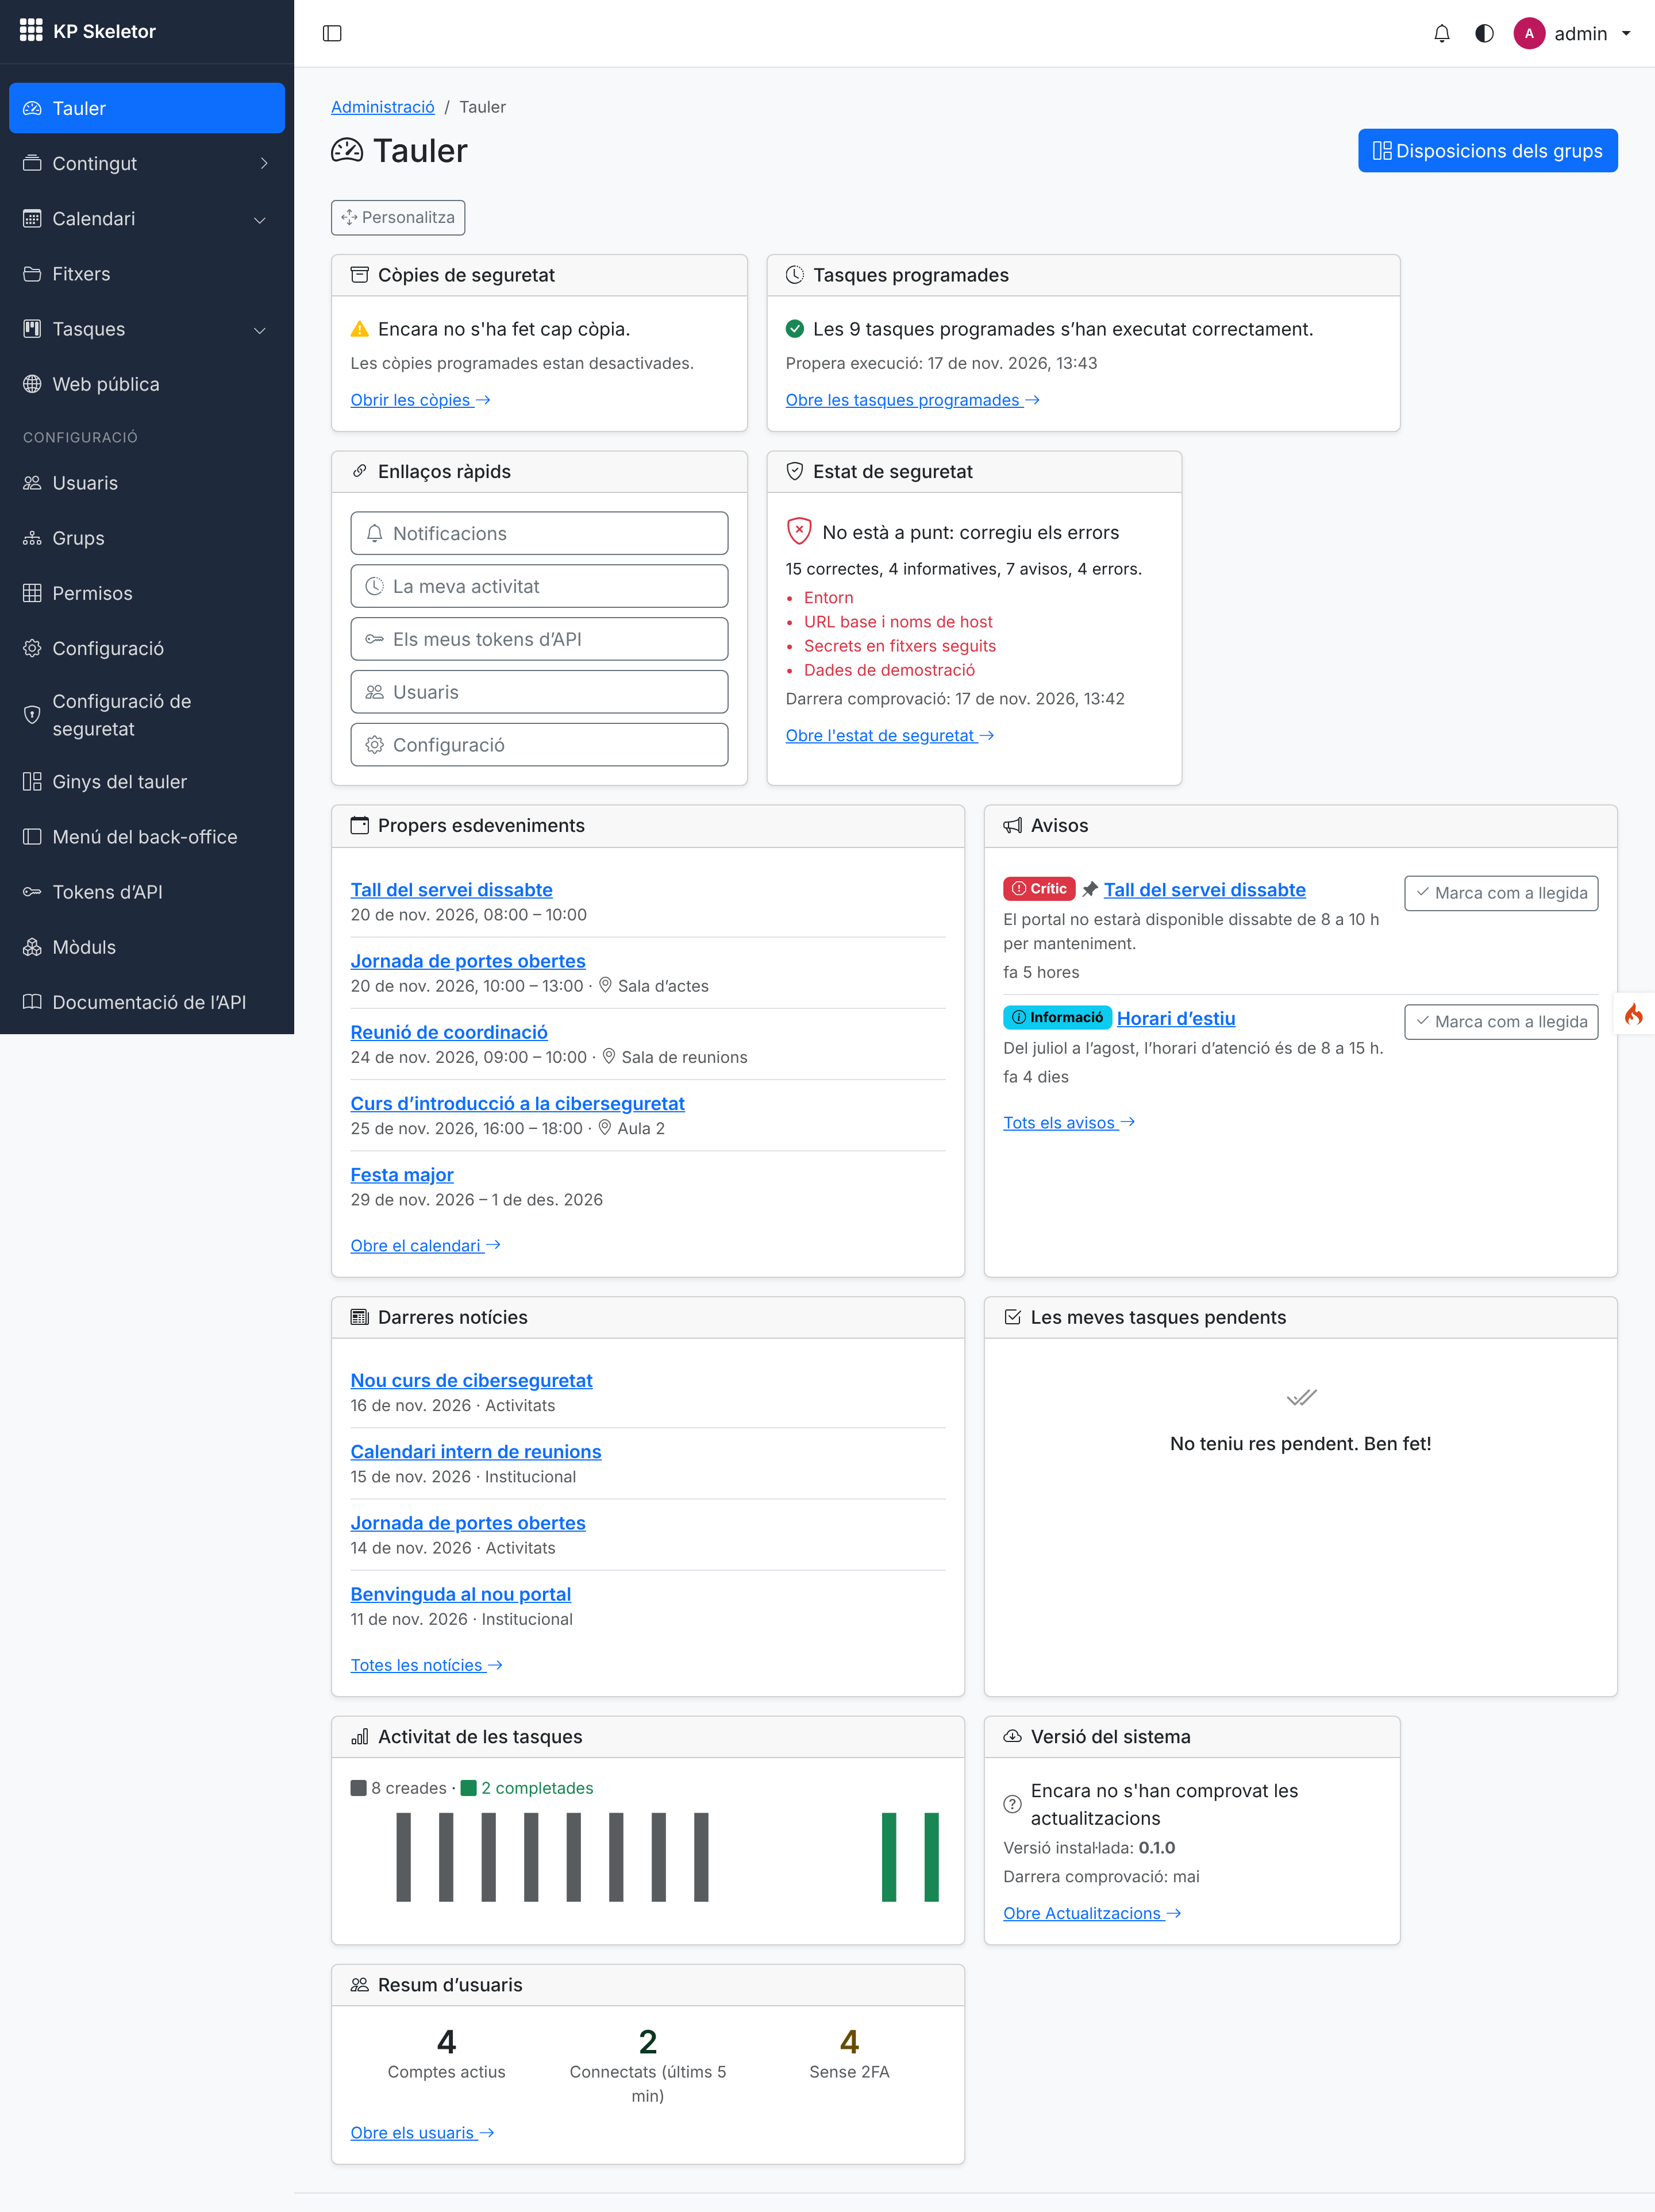 KP Skeletor
admin
A
Tauler
Contingut
Calendari
Fitxers
Tasques
Web pública
CONFIGURACIÓ
Usuaris
Grups
Permisos
Configuració
Configuració de
seguretat
Ginys del tauler
Menú del back-office
Tokens d’API
Mòduls
Documentació de l’API
Administració / Tauler
Tauler
Disposicions dels grups
Personalitza
Còpies de seguretat
Encara no s'ha fet cap còpia.
Les còpies programades estan desactivades.
Obrir les còpies
Tasques programades
Les 9 tasques programades s’han executat correctament.
Propera execució: 17 de nov. 2026, 13:43
Obre les tasques programades
Enllaços ràpids
Notificacions
La meva activitat
Els meus tokens d’API
Usuaris
Configuració
Estat de seguretat
No està a punt: corregiu els errors
15 correctes, 4 informatives, 7 avisos, 4 errors.
Entorn
URL base i noms de host
Secrets en fitxers seguits
Dades de demostració
Darrera comprovació: 17 de nov. 2026, 13:42
Obre l'estat de seguretat
Propers esdeveniments
Tall del servei dissabte
20 de nov. 2026, 08:00 – 10:00
Jornada de portes obertes
20 de nov. 2026, 10:00 – 13:00 · Sala d’actes
Reunió de coordinació
24 de nov. 2026, 09:00 – 10:00 · Sala de reunions
Curs d’introducció a la ciberseguretat
25 de nov. 2026, 16:00 – 18:00 · Aula 2
Festa major
29 de nov. 2026 – 1 de des. 2026
Obre el calendari
Avisos
Crític Tall del servei dissabte
Marca com a llegida
El portal no estarà disponible dissabte de 8 a 10 h
per manteniment.
fa 5 hores
Informació Horari d’estiu
Marca com a llegida
Del juliol a l’agost, l’horari d’atenció és de 8 a 15 h.
fa 4 dies
Tots els avisos
Darreres notícies
Nou curs de ciberseguretat
16 de nov. 2026 · Activitats
Calendari intern de reunions
15 de nov. 2026 · Institucional
Jornada de portes obertes
14 de nov. 2026 · Activitats
Benvinguda al nou portal
11 de nov. 2026 · Institucional
Totes les notícies
Les meves tasques pendents
No teniu res pendent. Ben fet!
Activitat de les tasques
8 creades · 2 completades
Versió del sistema
Encara no s'han comprovat les
actualitzacions
Versió instal·lada: 0.1.0
Darrera comprovació: mai
Obre Actualitzacions
Resum d’usuaris
4
Comptes actius
2
Connectats (últims 5
min)
4
Sense 2FA
Obre els usuaris